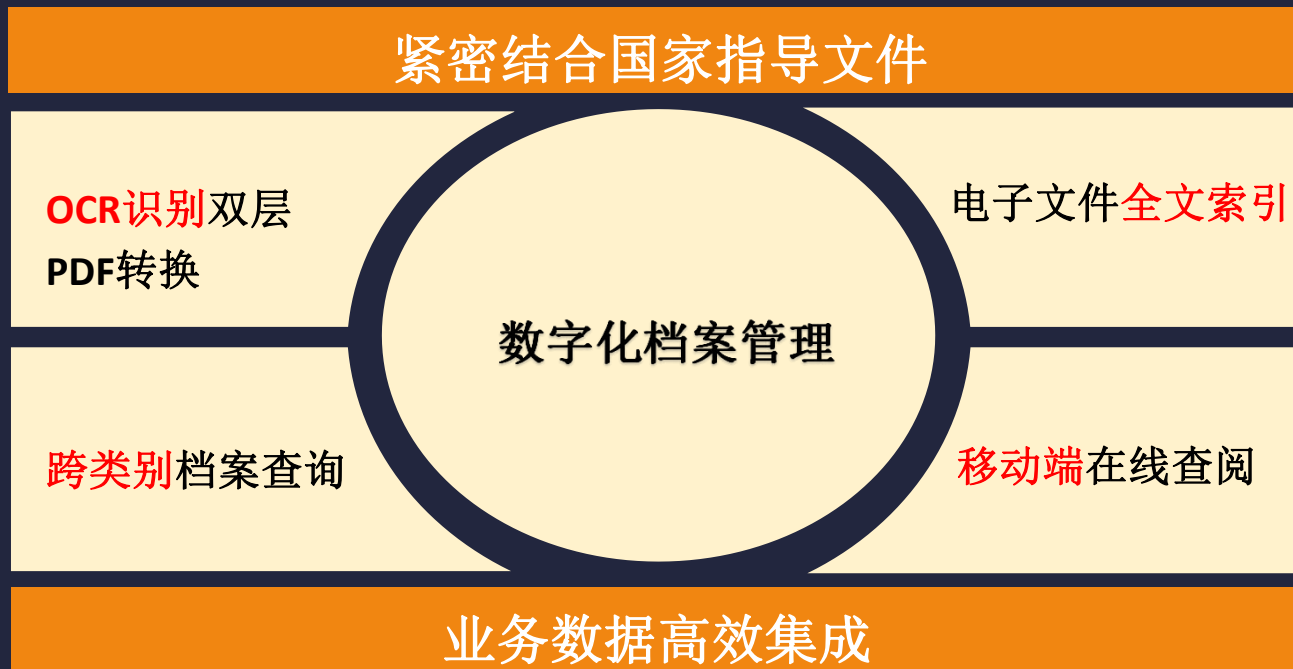 紧密结合国家指导文件
OCR识别双层
PDF转换
电子文件全文索引
数字化档案管理
跨类别档案查询
移动端在线查阅
业务数据高效集成